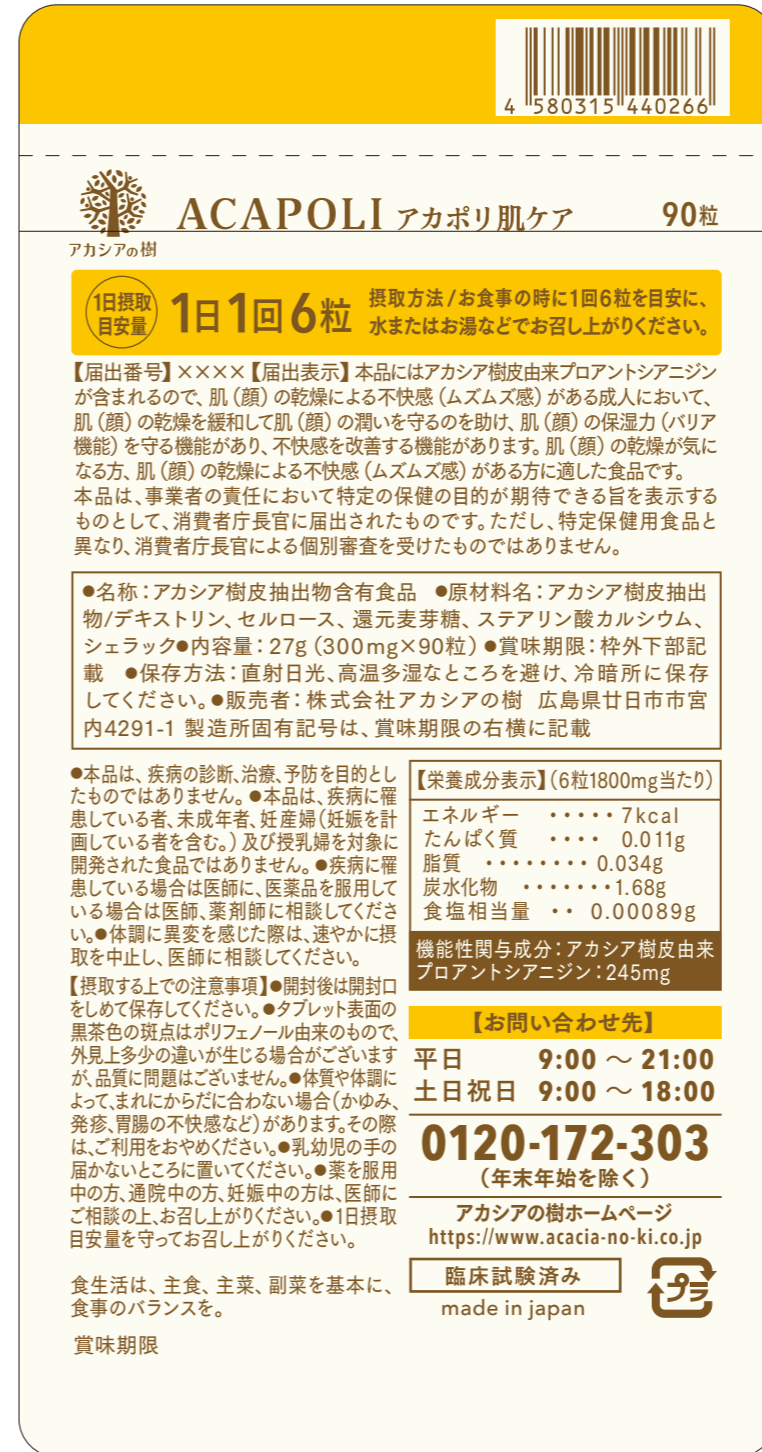 4 580315 440266
アカシアの樹
ACAPOLI アカポリ肌ケア 90粒
1日摂取
目安量
1日1回6粒
摂取方法/お食事の時に1回6粒を目安に、
水またはお湯などでお召し上がりください。
【届出番号】××××【届出表示】本品にはアカシア樹皮由来プロアントシアニジン
が含まれるので、肌(顔)の乾燥による不快感(ムズムズ感)がある成人において、
肌(顔)の乾燥を緩和して肌(顔)の潤いを守るのを助け、肌(顔)の保湿力(バリア
機能)を守る機能があり、不快感を改善する機能があります。肌(顔)の乾燥が気に
なる方、肌(顔)の乾燥による不快感(ムズムズ感)がある方に適した食品です。
本品は、事業者の責任において特定の保健の目的が期待できる旨を表示する
ものとして、消費者庁長官に届出されたものです。ただし、特定保健用食品と
異なり、消費者庁長官による個別審査を受けたものではありません。
●名称:アカシア樹皮抽出物含有食品 ●原材料名:アカシア樹皮抽出
物/デキストリン、セルロース、還元麦芽糖、ステアリン酸カルシウム、
シェラック●内容量:27g(300mg×90粒)●賞味期限:枠外下部記
載 ●保存方法:直射日光、高温多湿なところを避け、冷暗所に保存
してください。●販売者:株式会社アカシアの樹 広島県廿日市市宮
内4291-1 製造所固有記号は、賞味期限の右横に記載
●本品は、疾病の診断、治療、予防を目的とし
たものではありません。●本品は、疾病に罹
患している者、未成年者、妊産婦(妊娠を計
画している者を含む。)及び授乳婦を対象に
開発された食品ではありません。●疾病に罹
患している場合は医師に、医薬品を服用して
いる場合は医師、薬剤師に相談してくださ
い。●体調に異変を感じた際は、速やかに摂
取を中止し、医師に相談してください。
【摂取する上での注意事項】●開封後は開封口
をしめて保存してください。●タブレット表面の
黒茶色の斑点はポリフェノール由来のもので、
外見上多少の違いが生じる場合がございます
が、品質に問題はございません。●体質や体調に
よって、まれにからだに合わない場合(かゆみ、
発疹、胃腸の不快感など)があります。その際
は、ご利用をおやめください。●乳幼児の手の
届かないところに置いてください。●薬を服用
中の方、通院中の方、妊娠中の方は、医師に
ご相談の上、お召し上がりください。●1日摂取
目安量を守ってお召し上がりください。
食生活は、主食、主菜、副菜を基本に、
食事のバランスを。
賞味期限
【栄養成分表示】(6粒1800mg当たり)
エネルギー ・・・・・7kcal
たんぱく質 ・・・・ 0.011g
脂質 ・・・・・・・・ 0.034g
炭水化物 ・・・・・・・1.68g
食塩相当量 ・・ 0.00089g
機能性関与成分:アカシア樹皮由来
プロアントシアニジン:245mg
【お問い合わせ先】
平日 9:00 ~ 21:00
土日祝日 9:00 ~ 18:00
0120-172-303
(年末年始を除く)
アカシアの樹ホームページ
https://www.acacia-no-ki.co.jp
臨床試験済み
made in japan
プラ